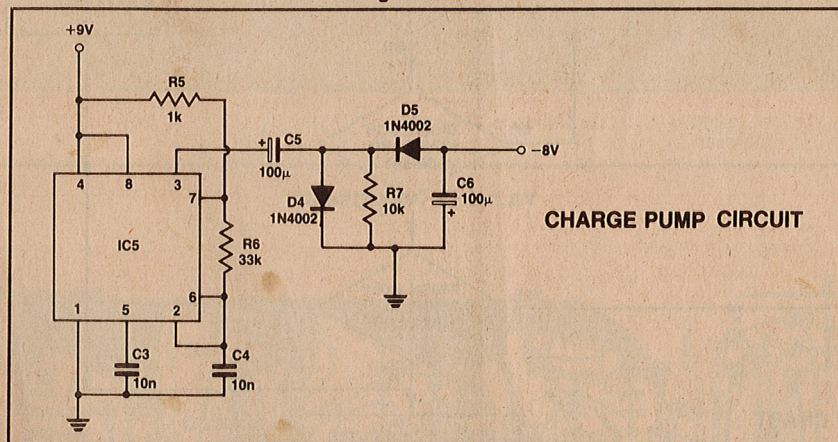 +9V
R5
1k
D5
1N4002
+
C5
100μ
−8V
4
8
3
7
D4
1N4002
R7
10k
C6
100μ
+
CHARGE PUMP CIRCUIT
IC5
R6
33k
6
1
5
2
C3
10n
C4
10n